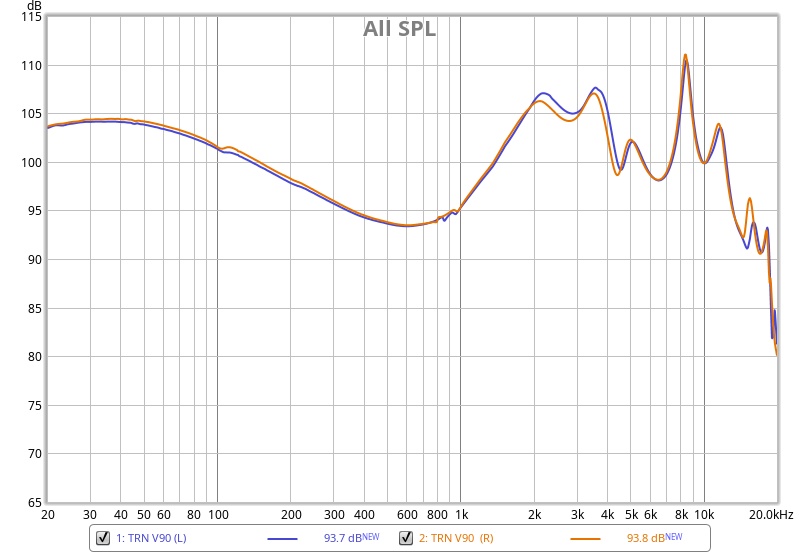 dB
All SPL
115
110
105
100
95
90
85
80
75
70
65
20 30 40 50 60 80 100 200 300 400 600 800 1k 2k 3k 4k 5k 6k 8k 10k 20.0kHz
1: TRN V90 (L) 93.7 dBNEW 2: TRN V90 (R) 93.8 dBNEW